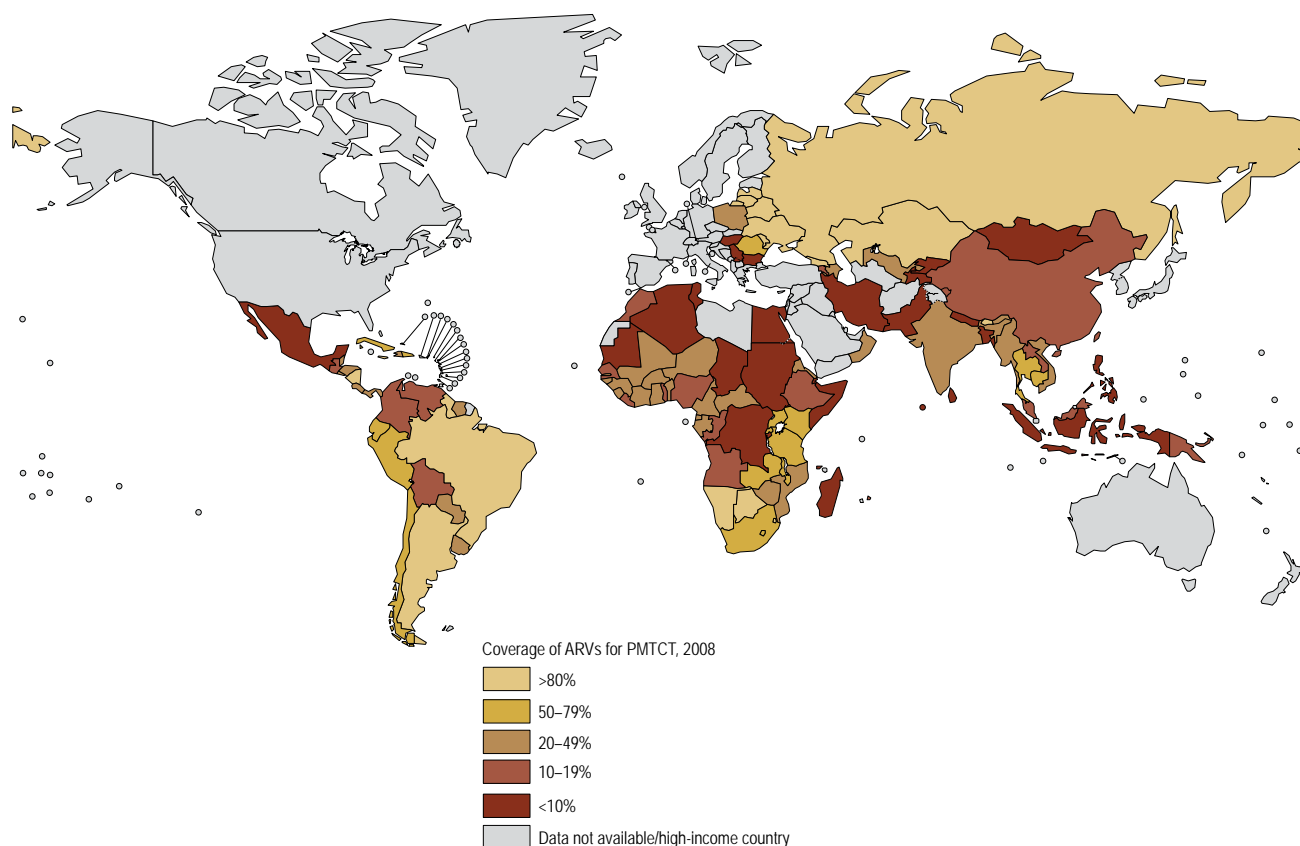 Coverage of ARVs for PMTCT, 2008
>80%
50–79%
20–49%
10–19%
<10%
Data not available/high-income country